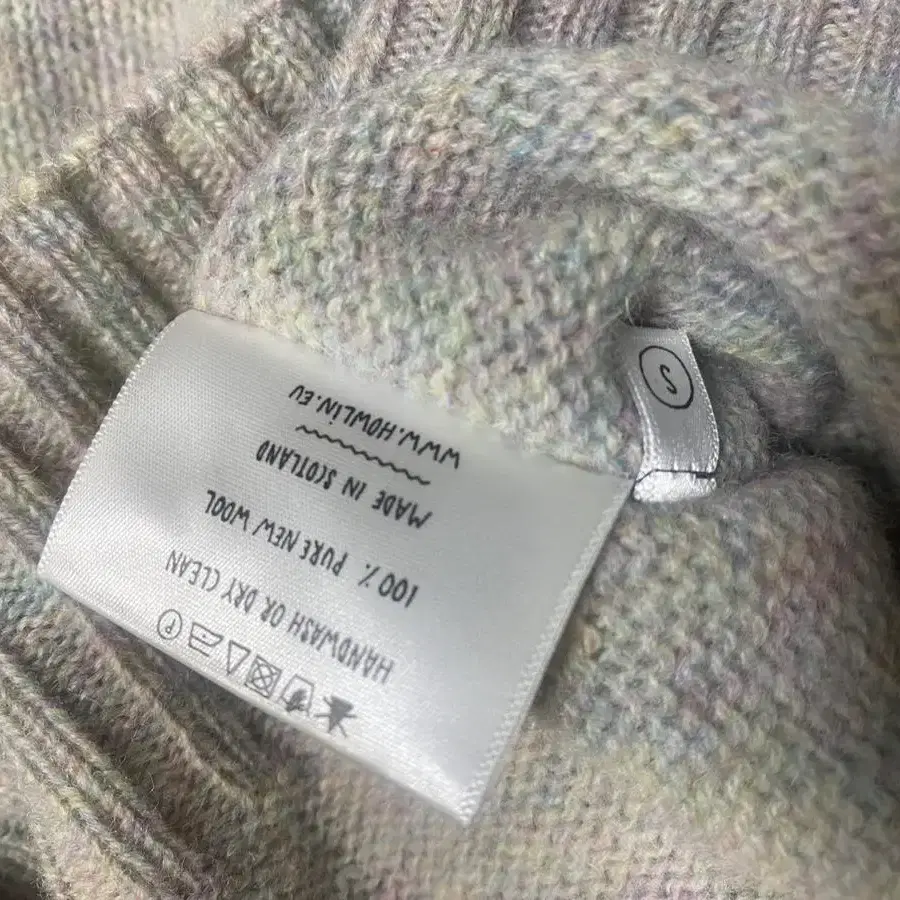 HANDWASH OR DRY CLEAN
100 % PURE NEW WOOL
MADE IN SCOTLAND
WWW.HOWLIN.EU
S
P